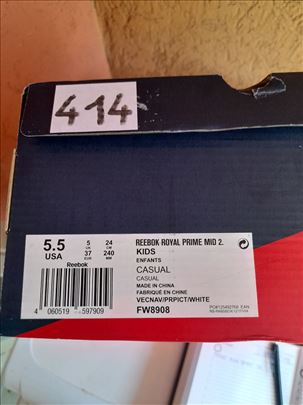 414
5.5
USA
5
UK
24
CM
37
EUR
240
MM
Reebok
REEBOK ROYAL PRIME MID 2.
KIDS
ENFANTS
CASUAL
CASUAL
MADE IN CHINA
FABRIQUÉ EN CHINE
VECNAV/PRPICT/WHITE
FW8908
4 060519 597909